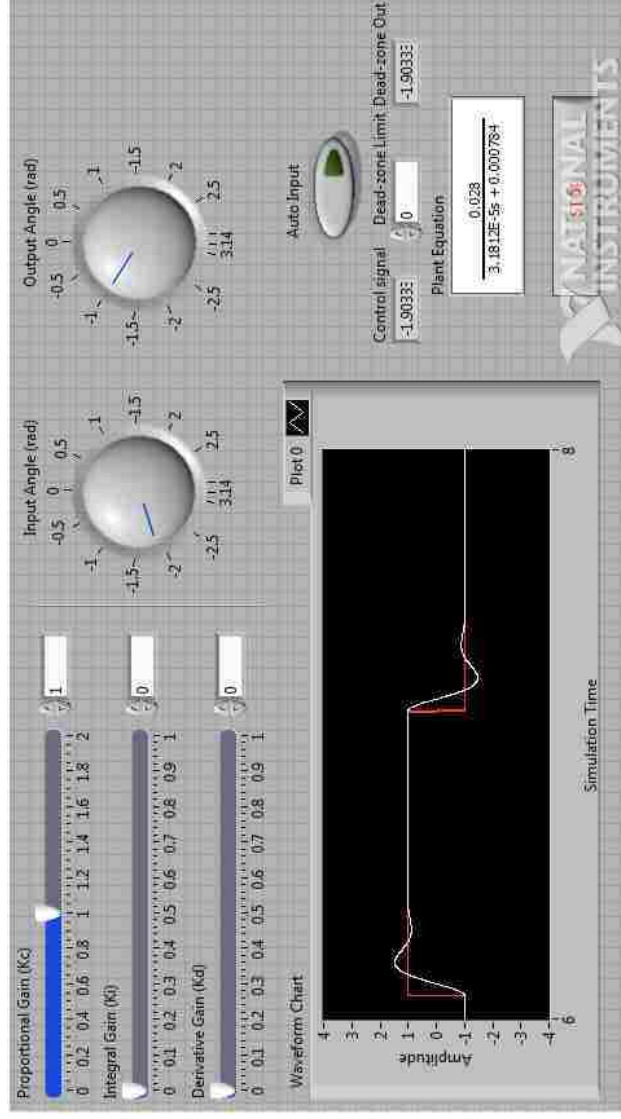 Proportional Gain (Kc)
0 0.2 0.4 0.6 0.8 1 1.2 1.4 1.6 1.8 2
1
Integral Gain (Ki)
0 0.1 0.2 0.3 0.4 0.5 0.6 0.7 0.8 0.9 1
0
Derivative Gain (Kd)
0 0.1 0.2 0.3 0.4 0.5 0.6 0.7 0.8 0.9 1
0
Input Angle (rad)
-0.5 0 0.5
-1 1
-1.5 1.5
-2 2
-2.5 3.14 2.5
Output Angle (rad)
-0.5 0 0.5
-1 1
-1.5 1.5
-2 2
-2.5 3.14 2.5
Waveform Chart
Plot 0
Amplitude
4
3
2
1
0
-1
-2
-3
-4
6 8
Simulation Time
Auto Input
Control signal Dead-zone Limit Dead-zone Out
-1.90333 0 -1.90333
Plant Equation
0.028
3.1812E-5s + 0.000784
STOP
NATIONAL
INSTRUMENTS